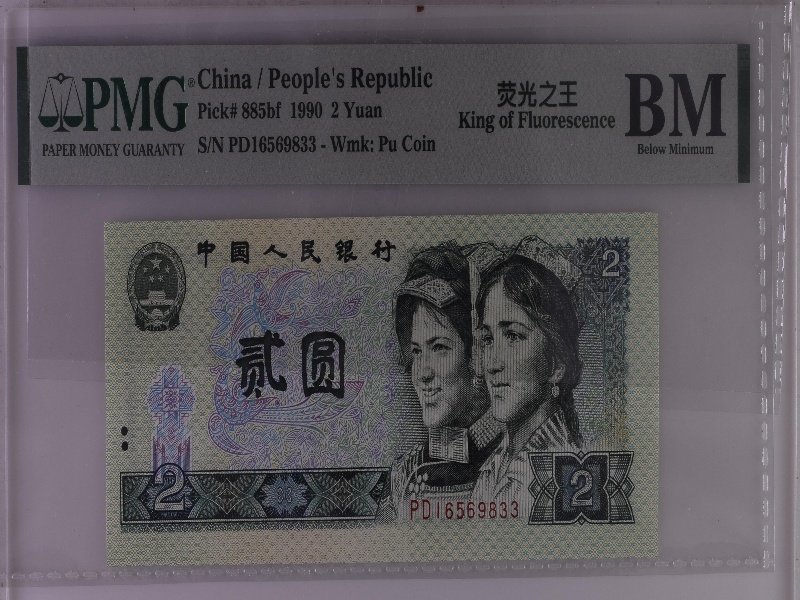 PMG®
PAPER MONEY GUARANTY
China / People's Republic
Pick# 885bf 1990 2 Yuan
S/N PD16569833 - Wmk: Pu Coin
荧光之王
King of Fluorescence
BM
Below Minimum
中国人民银行
2
贰圆
2
PD16569833
2